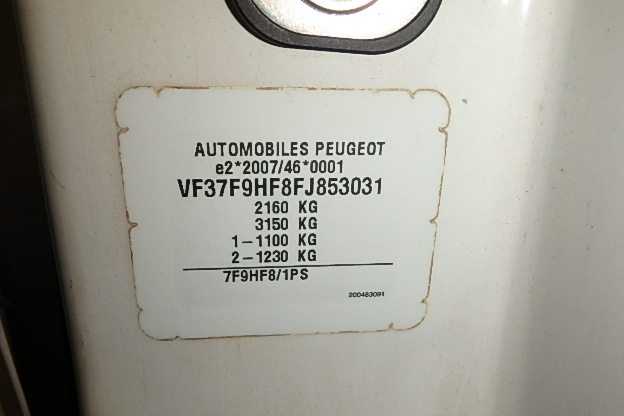 AUTOMOBILES PEUGEOT
e2*2007/46*0001
VF37F9HF8FJ853031
2160 KG
3150 KG
1-1100 KG
2-1230 KG
7F9HF8/1PS
200483091